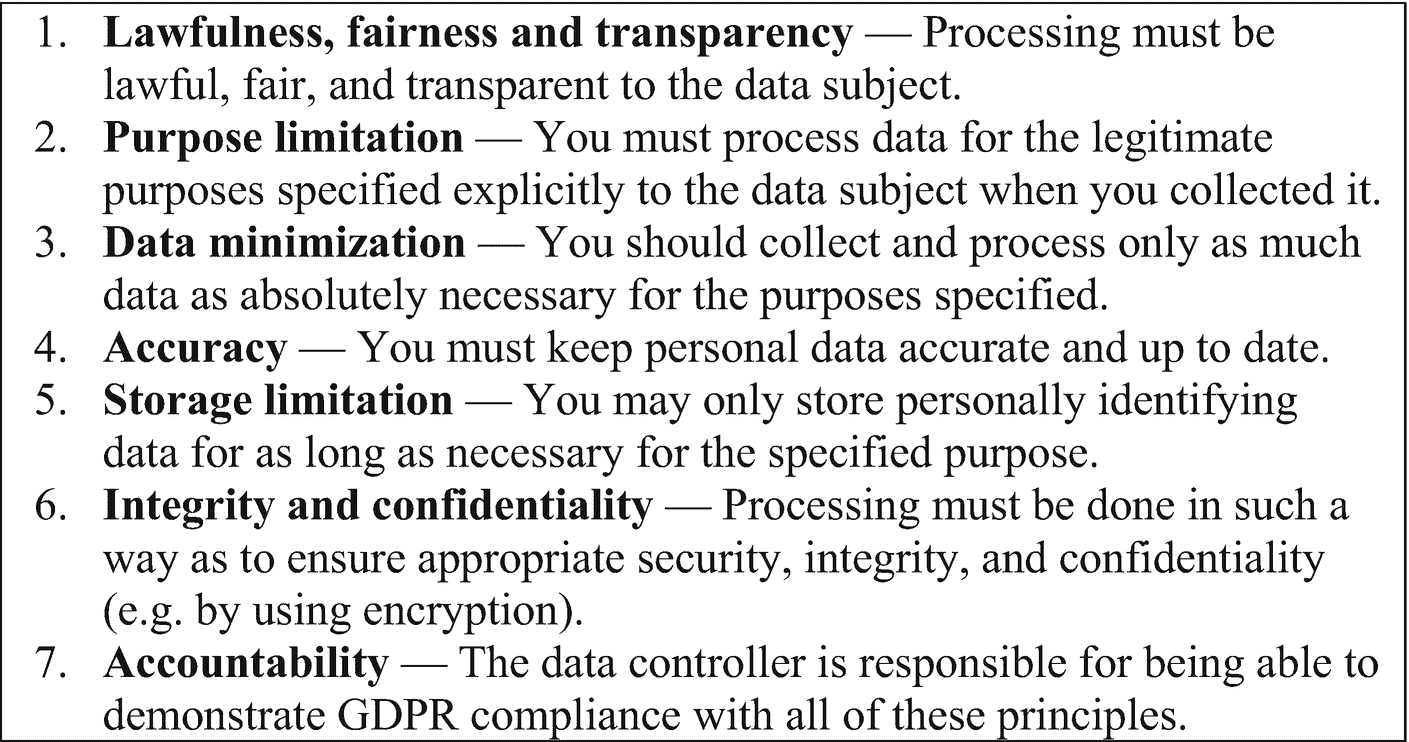 1. Lawfulness, fairness and transparency — Processing must be
lawful, fair, and transparent to the data subject.
2. Purpose limitation — You must process data for the legitimate
purposes specified explicitly to the data subject when you collected it.
3. Data minimization — You should collect and process only as much
data as absolutely necessary for the purposes specified.
4. Accuracy — You must keep personal data accurate and up to date.
5. Storage limitation — You may only store personally identifying
data for as long as necessary for the specified purpose.
6. Integrity and confidentiality — Processing must be done in such a
way as to ensure appropriate security, integrity, and confidentiality
(e.g. by using encryption).
7. Accountability — The data controller is responsible for being able to
demonstrate GDPR compliance with all of these principles.